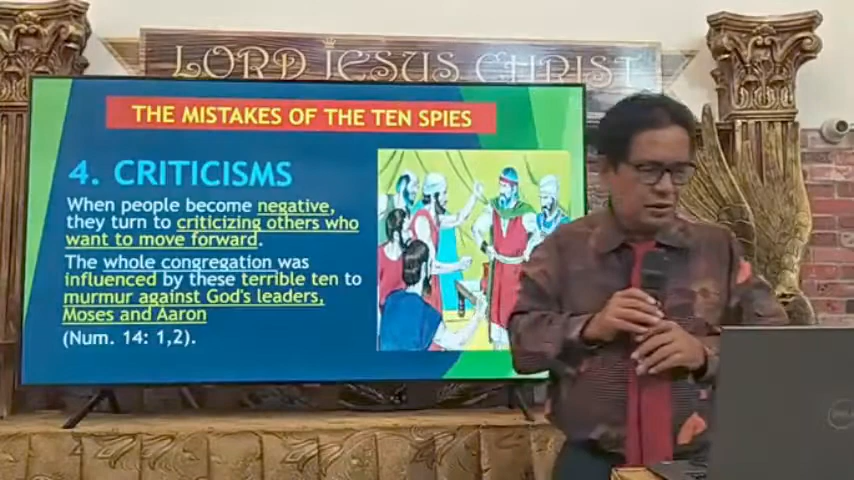 LORD JESUS CHRIST
THE MISTAKES OF THE TEN SPIES
4. CRITICISMS
When people become negative,
they turn to criticizing others who
want to move forward.
The whole congregation was
influenced by these terrible ten to
murmur against God's leaders,
Moses and Aaron
(Num. 14: 1,2).
DELL